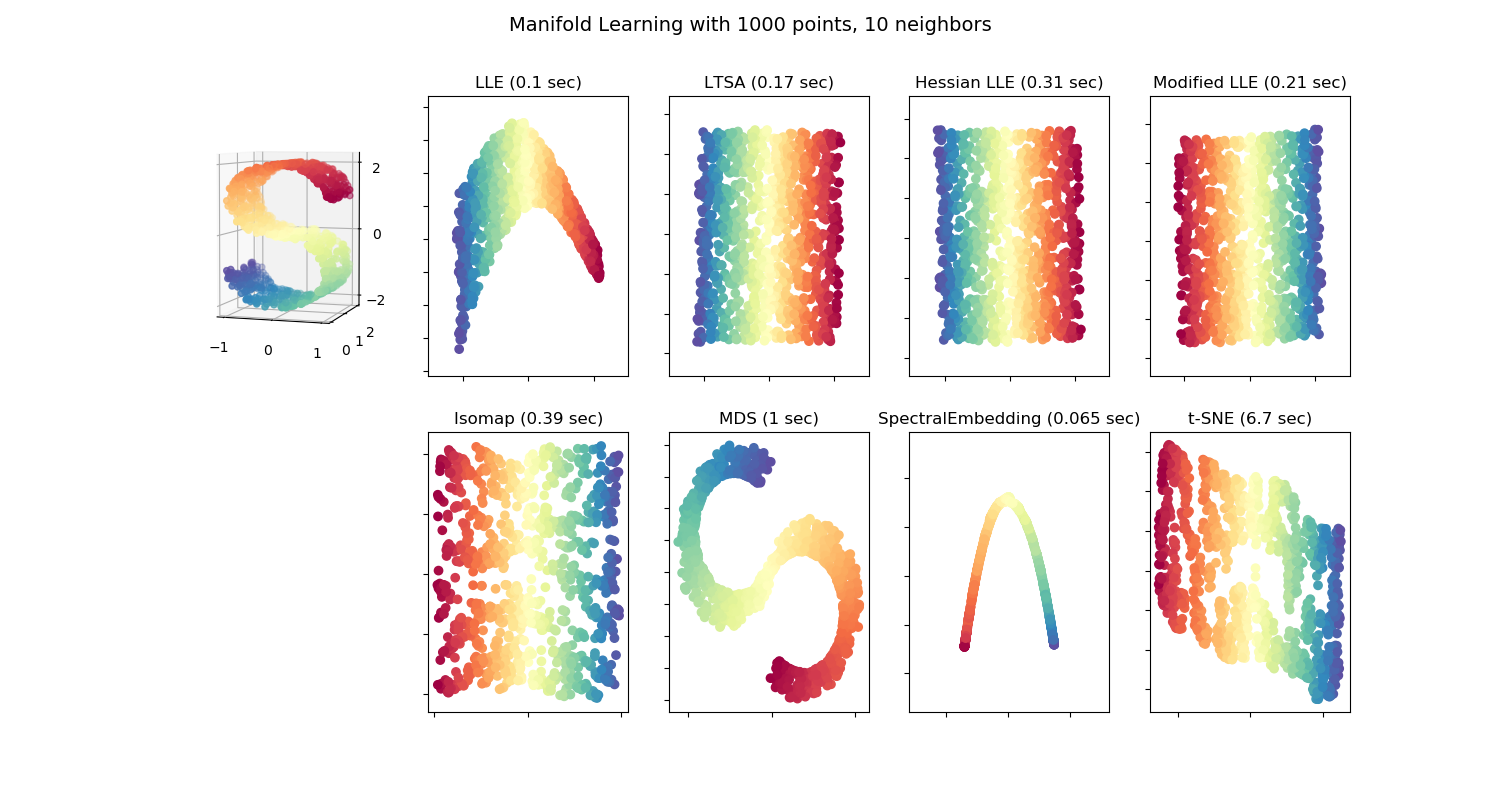 Manifold Learning with 1000 points, 10 neighbors
LLE (0.1 sec)
LTSA (0.17 sec)
Hessian LLE (0.31 sec)
Modified LLE (0.21 sec)
2
0
−2
−1
0
1
0
1
2
Isomap (0.39 sec)
MDS (1 sec)
SpectralEmbedding (0.065 sec)
t-SNE (6.7 sec)